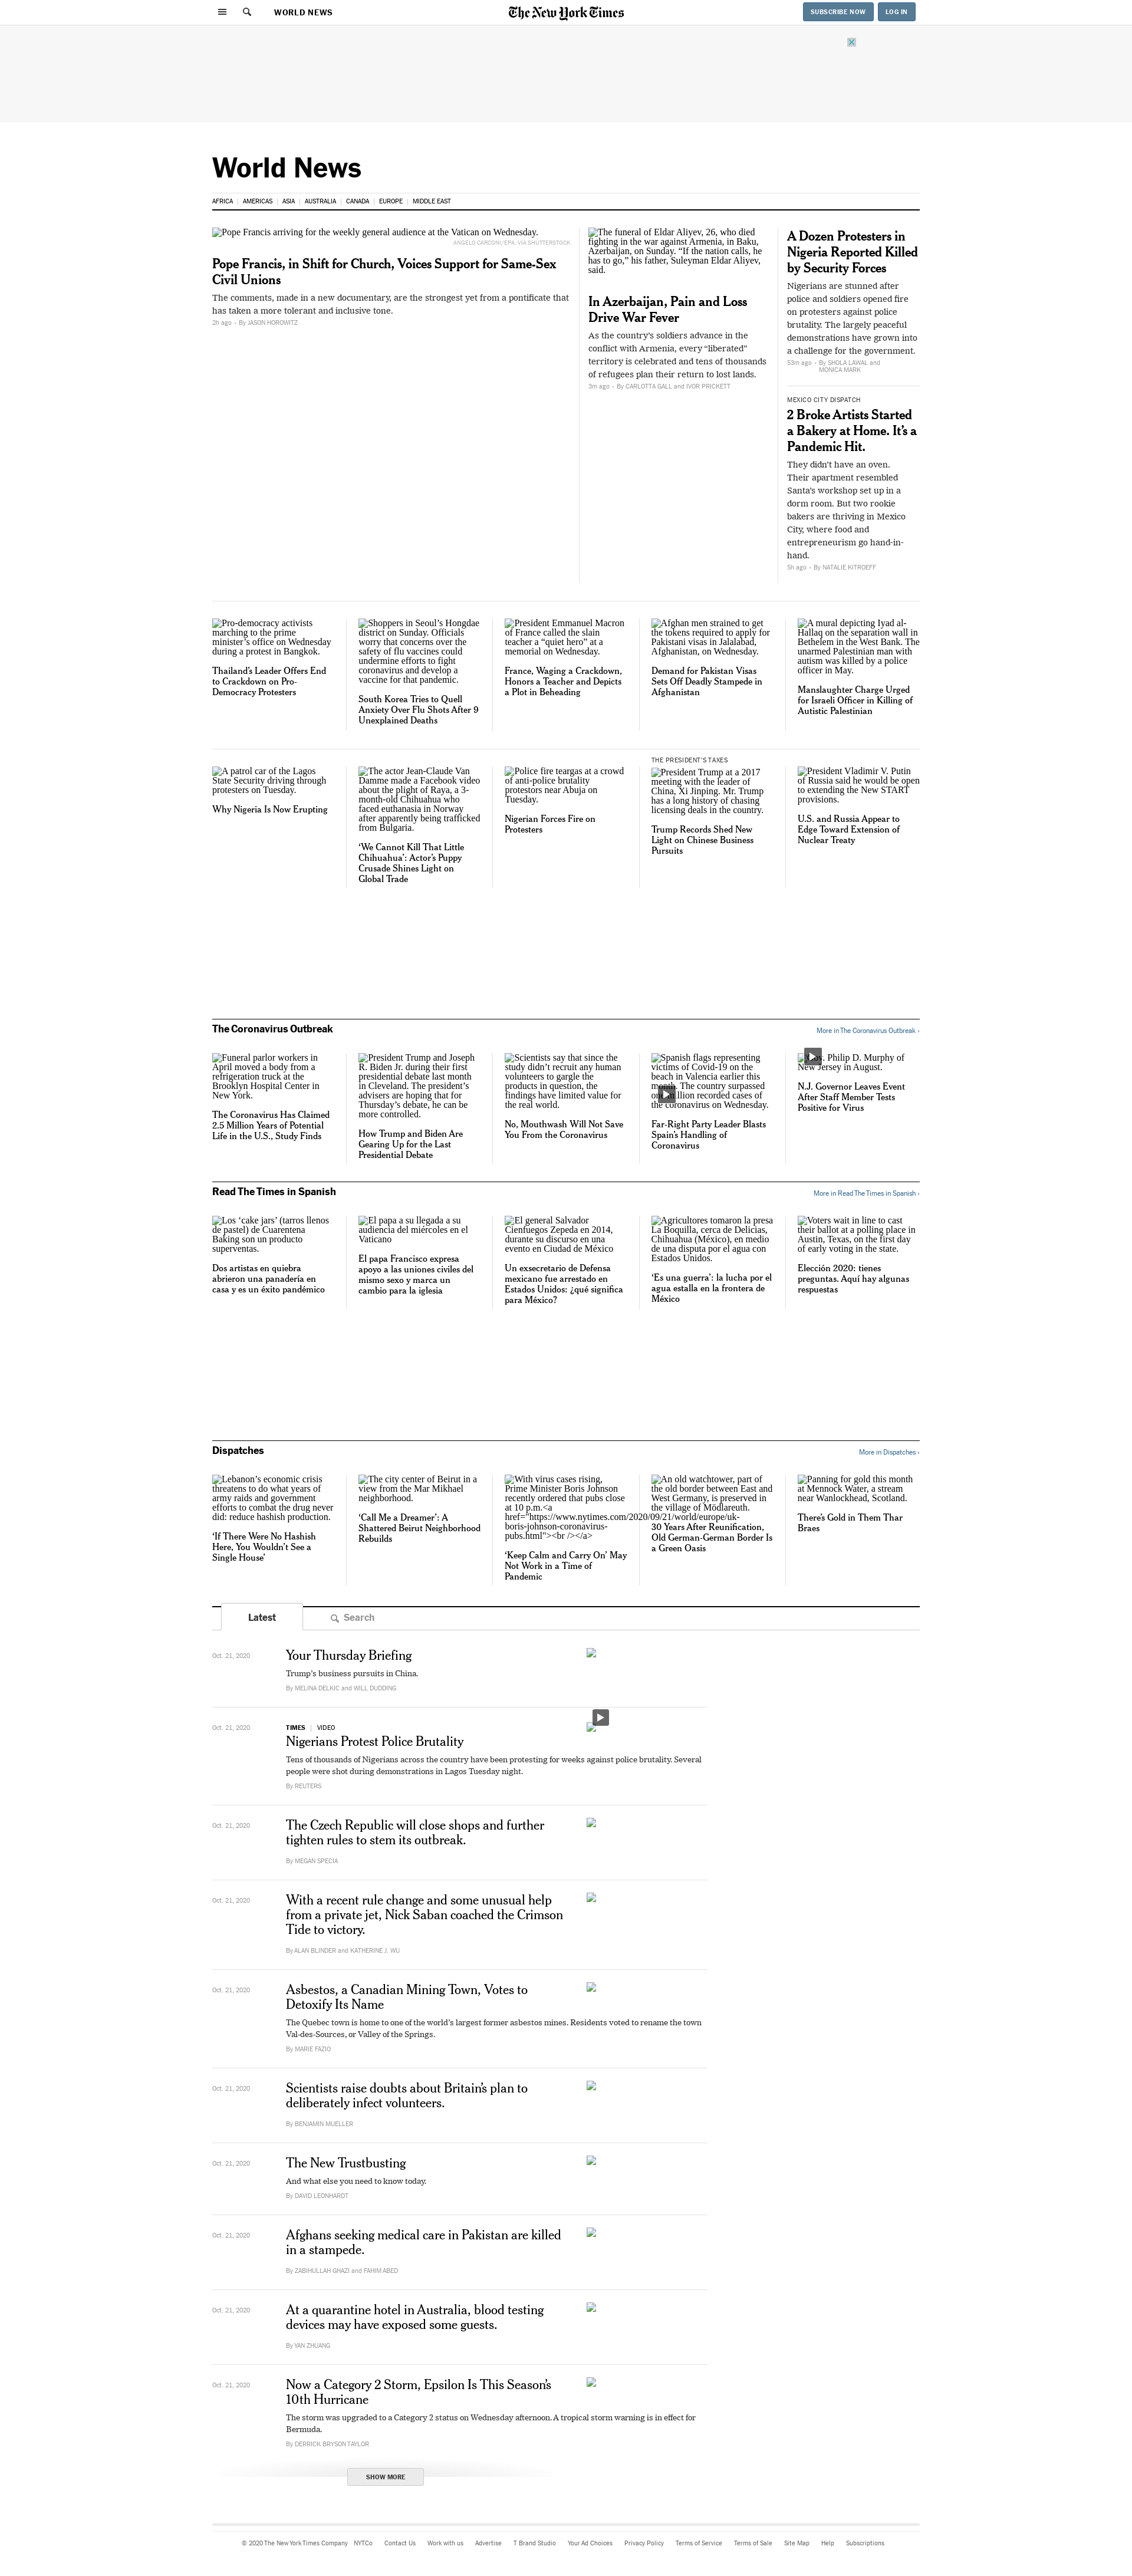 WORLD NEWS
The New York Times
SUBSCRIBE NOW
LOG IN
World News
AFRICA
AMERICAS
ASIA
AUSTRALIA
CANADA
EUROPE
MIDDLE EAST
Pope Francis arriving for the weekly general audience at the Vatican on Wednesday.
ANGELO CARCONI/EPA, VIA SHUTTERSTOCK
Pope Francis, in Shift for Church, Voices Support for Same-Sex
Civil Unions
The comments, made in a new documentary, are the strongest yet from a pontificate that
has taken a more tolerant and inclusive tone.
2h ago • By JASON HOROWITZ
The funeral of Eldar Aliyev, 26, who died
fighting in the war against Armenia, in Baku,
Azerbaijan, on Sunday. “If the nation calls, he
has to go,” his father, Suleyman Eldar Aliyev,
said.
In Azerbaijan, Pain and Loss
Drive War Fever
As the country’s soldiers advance in the
conflict with Armenia, every “liberated”
territory is celebrated and tens of thousands
of refugees plan their return to lost lands.
3m ago • By CARLOTTA GALL and IVOR PRICKETT
A Dozen Protesters in
Nigeria Reported Killed
by Security Forces
Nigerians are stunned after
police and soldiers opened fire
on protesters against police
brutality. The largely peaceful
demonstrations have grown into
a challenge for the government.
53m ago • By SHOLA LAWAL and
MONICA MARK
MEXICO CITY DISPATCH
2 Broke Artists Started
a Bakery at Home. It’s a
Pandemic Hit.
They didn’t have an oven.
Their apartment resembled
Santa’s workshop set up in a
dorm room. But two rookie
bakers are thriving in Mexico
City, where food and
entrepreneurism go hand-in-
hand.
5h ago • By NATALIE KITROEFF
Pro-democracy activists
marching to the prime
minister’s office on Wednesday
during a protest in Bangkok.
Thailand’s Leader Offers End
to Crackdown on Pro-
Democracy Protesters
Shoppers in Seoul’s Hongdae
district on Sunday. Officials
worry that concerns over the
safety of flu vaccines could
undermine efforts to fight
coronavirus and develop a
vaccine for that pandemic.
South Korea Tries to Quell
Anxiety Over Flu Shots After 9
Unexplained Deaths
President Emmanuel Macron
of France called the slain
teacher a “quiet hero” at a
memorial on Wednesday.
France, Waging a Crackdown,
Honors a Teacher and Depicts
a Plot in Beheading
Afghan men strained to get
the tokens required to apply for
Pakistani visas in Jalalabad,
Afghanistan, on Wednesday.
Demand for Pakistan Visas
Sets Off Deadly Stampede in
Afghanistan
A mural depicting Iyad al-
Hallaq on the separation wall in
Bethelem in the West Bank. The
unarmed Palestinian man with
autism was killed by a police
officer in May.
Manslaughter Charge Urged
for Israeli Officer in Killing of
Autistic Palestinian
A patrol car of the Lagos
State Security driving through
protesters on Tuesday.
Why Nigeria Is Now Erupting
The actor Jean-Claude Van
Damme made a Facebook video
about the plight of Raya, a 3-
month-old Chihuahua who
faced euthanasia in Norway
after apparently being trafficked
from Bulgaria.
‘We Cannot Kill That Little
Chihuahua’: Actor’s Puppy
Crusade Shines Light on
Global Trade
Police fire teargas at a crowd
of anti-police brutality
protestors near Abuja on
Tuesday.
Nigerian Forces Fire on
Protesters
THE PRESIDENT’S TAXES
President Trump at a 2017
meeting with the leader of
China, Xi Jinping. Mr. Trump
has a long history of chasing
licensing deals in the country.
Trump Records Shed New
Light on Chinese Business
Pursuits
President Vladimir V. Putin
of Russia said he would be open
to extending the New START
provisions.
U.S. and Russia Appear to
Edge Toward Extension of
Nuclear Treaty
The Coronavirus Outbreak
More in The Coronavirus Outbreak ›
Funeral parlor workers in
April moved a body from a
refrigeration truck at the
Brooklyn Hospital Center in
New York.
The Coronavirus Has Claimed
2.5 Million Years of Potential
Life in the U.S., Study Finds
President Trump and Joseph
R. Biden Jr. during their first
presidential debate last month
in Cleveland. The president’s
advisers are hoping that for
Thursday’s debate, he can be
more controlled.
How Trump and Biden Are
Gearing Up for the Last
Presidential Debate
Scientists say that since the
study didn’t recruit any human
volunteers to gargle the
products in question, the
findings have limited value for
the real world.
No, Mouthwash Will Not Save
You From the Coronavirus
Spanish flags representing
victims of Covid-19 on the
beach in Valencia earlier this
The country surpassed
recorded cases of
the coronavirus on Wednesday.
Far-Right Party Leader Blasts
Spain’s Handling of
Coronavirus
Philip D. Murphy of
New Jersey in August.
N.J. Governor Leaves Event
After Staff Member Tests
Positive for Virus
Read The Times in Spanish
More in Read The Times in Spanish ›
Los ‘cake jars’ (tarros llenos
de pastel) de Cuarentena
Baking son un producto
superventas.
Dos artistas en quiebra
abrieron una panadería en
casa y es un éxito pandémico
El papa a su llegada a su
audiencia del miércoles en el
Vaticano
El papa Francisco expresa
apoyo a las uniones civiles del
mismo sexo y marca un
cambio para la iglesia
El general Salvador
Cienfuegos Zepeda en 2014,
durante su discurso en una
evento en Ciudad de México
Un exsecretario de Defensa
mexicano fue arrestado en
Estados Unidos: ¿qué significa
para México?
Agricultores tomaron la presa
La Boquilla, cerca de Delicias,
Chihuahua (México), en medio
de una disputa por el agua con
Estados Unidos.
‘Es una guerra’: la lucha por el
agua estalla en la frontera de
México
Voters wait in line to cast
their ballot at a polling place in
Austin, Texas, on the first day
of early voting in the state.
Elección 2020: tienes
preguntas. Aquí hay algunas
respuestas
Dispatches
More in Dispatches ›
Lebanon’s economic crisis
threatens to do what years of
army raids and government
efforts to combat the drug never
did: reduce hashish production.
‘If There Were No Hashish
Here, You Wouldn’t See a
Single House’
The city center of Beirut in a
view from the Mar Mikhael
neighborhood.
‘Call Me a Dreamer’: A
Shattered Beirut Neighborhood
Rebuilds
With virus cases rising,
Prime Minister Boris Johnson
recently ordered that pubs close
at 10 p.m.<a
href="https://www.nytimes.com/2020/09/21/world/europe/uk-
boris-johnson-coronavirus-
pubs.html"><br /></a>
‘Keep Calm and Carry On’ May
Not Work in a Time of
Pandemic
An old watchtower, part of
the old border between East and
West Germany, is preserved in
the village of Mödlareuth.
30 Years After Reunification,
Old German-German Border Is
a Green Oasis
Panning for gold this month
at Mennock Water, a stream
near Wanlockhead, Scotland.
There’s Gold in Them Thar
Braes
Latest
Search
Oct. 21, 2020
Your Thursday Briefing
Trump’s business pursuits in China.
By MELINA DELKIC and WILL DUDDING
Oct. 21, 2020
TIMES | VIDEO
Nigerians Protest Police Brutality
Tens of thousands of Nigerians across the country have been protesting for weeks against police brutality. Several
people were shot during demonstrations in Lagos Tuesday night.
By REUTERS
Oct. 21, 2020
The Czech Republic will close shops and further
tighten rules to stem its outbreak.
By MEGAN SPECIA
Oct. 21, 2020
With a recent rule change and some unusual help
from a private jet, Nick Saban coached the Crimson
Tide to victory.
By ALAN BLINDER and KATHERINE J. WU
Oct. 21, 2020
Asbestos, a Canadian Mining Town, Votes to
Detoxify Its Name
The Quebec town is home to one of the world’s largest former asbestos mines. Residents voted to rename the town
Val-des-Sources, or Valley of the Springs.
By MARIE FAZIO
Oct. 21, 2020
Scientists raise doubts about Britain’s plan to
deliberately infect volunteers.
By BENJAMIN MUELLER
Oct. 21, 2020
The New Trustbusting
And what else you need to know today.
By DAVID LEONHARDT
Oct. 21, 2020
Afghans seeking medical care in Pakistan are killed
in a stampede.
By ZABIHULLAH GHAZI and FAHIM ABED
Oct. 21, 2020
At a quarantine hotel in Australia, blood testing
devices may have exposed some guests.
By YAN ZHUANG
Oct. 21, 2020
Now a Category 2 Storm, Epsilon Is This Season’s
10th Hurricane
The storm was upgraded to a Category 2 status on Wednesday afternoon. A tropical storm warning is in effect for
Bermuda.
By DERRICK BRYSON TAYLOR
SHOW MORE
© 2020 The New York Times Company
NYTCo
Contact Us
Work with us
Advertise
T Brand Studio
Your Ad Choices
Privacy Policy
Terms of Service
Terms of Sale
Site Map
Help
Subscriptions